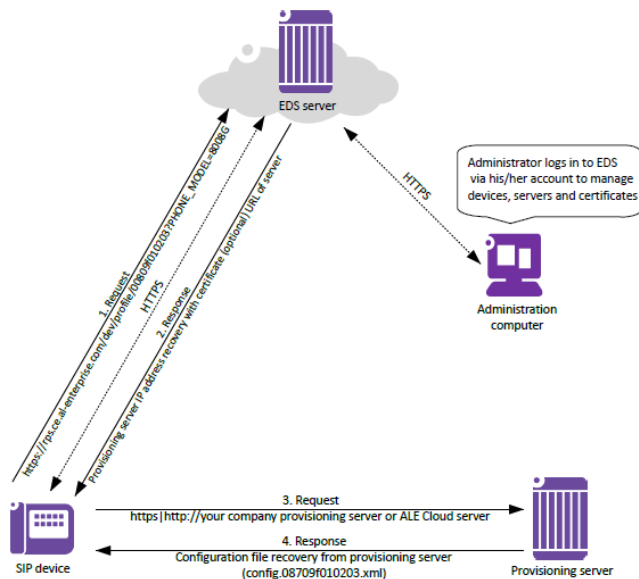 EDS server
Administrator logs in to EDS
via his/her account to manage
devices, servers and certificates
HTTPS
Administration
computer
1. Request
https://rps.ce.al-enterprise.com/dev/profile/00809f010203?PHONE_MODEL=8008G
HTTPS
2. Response
Provisioning server IP address recovery with certificate (optional) URL of server
3. Request
https|http://your company provisioning server or ALE Cloud server
4. Response
Configuration file recovery from provisioning server
(config.08709f010203.xml)
SIP device
Provisioning server